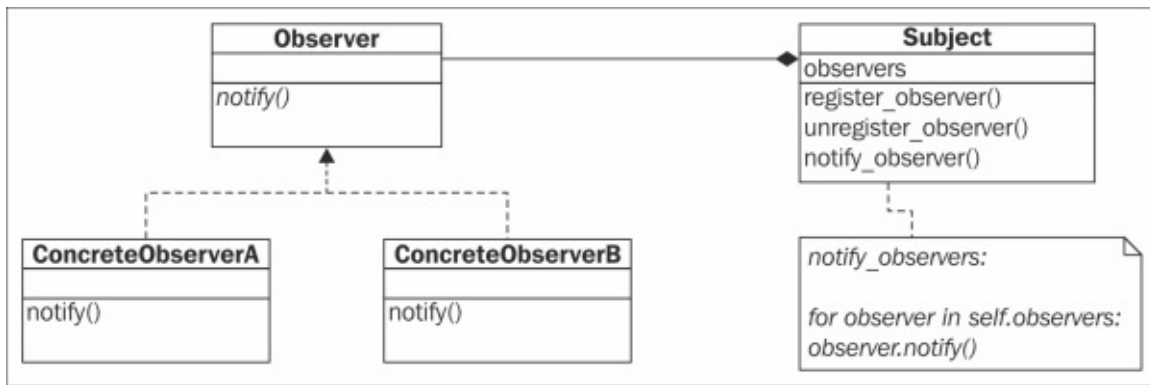 Observer
notify()
Subject
observers
register_observer()
unregister_observer()
notify_observer()
ConcreteObserverA
notify()
ConcreteObserverB
notify()
notify_observers:
for observer in self.observers:
observer.notify()